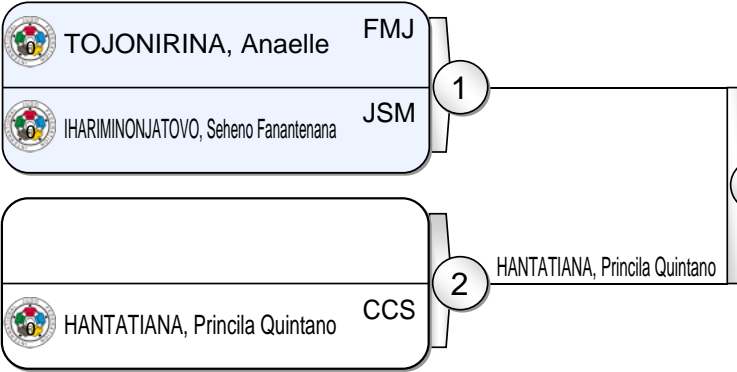 TOJONIRINA, Anaelle FMJ
IHARIMINONJATOVO, Seheno Fanantenana JSM
1
HANTATIANA, Princila Quintano
2
HANTATIANA, Princila Quintano CCS